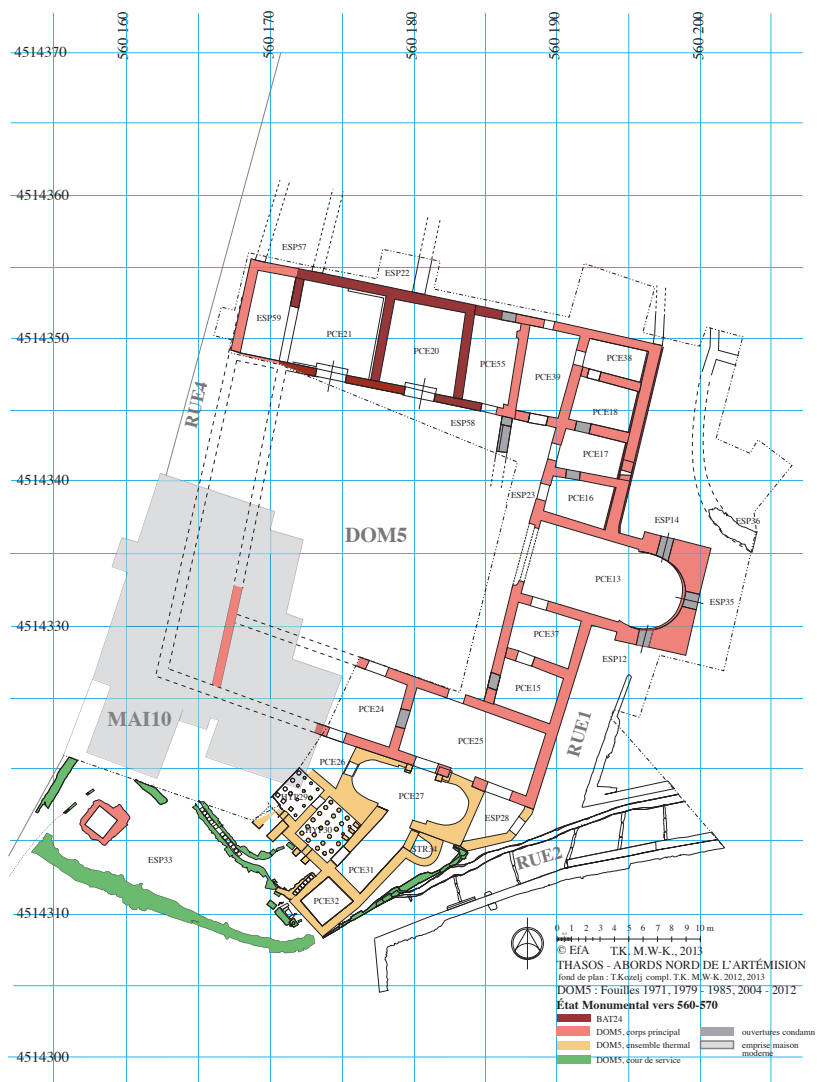 560 160
560 170
560 180
560 190
560 200
4514370
4514360
ESP57
ESP22
4514350
ESP59
PCE21
PCE20
PCE55
PCE39
PCE38
RUE4
PCE18
ESP58
PCE17
4514340
PCE16
ESP23
ESP14
ESP36
DOM5
PCE13
ESP35
4514330
PCE37
ESP12
PCE15
MAI10
PCE24
PCE25
RUE1
PCE26
HYP29
PCE27
HYP30
ESP28
STR34
RUE2
ESP33
PCE31
PCE32
4514310
0 1 2 3 4 5 6 7 8 9 10 m
© EfA T.K. M.W-K., 2013
THASOS - ABORDS NORD DE L'ARTÉMISION
fond de plan : T.Kozelj compl. T.K. M.W-K. 2012, 2013
DOM5 : Fouilles 1971, 1979 - 1985, 2004 - 2012
État Monumental vers 560-570
BAT24
DOM5, corps principal
ouvertures condamn
DOM5, ensemble thermal
emprise maison
moderne
DOM5, cour de service
4514300